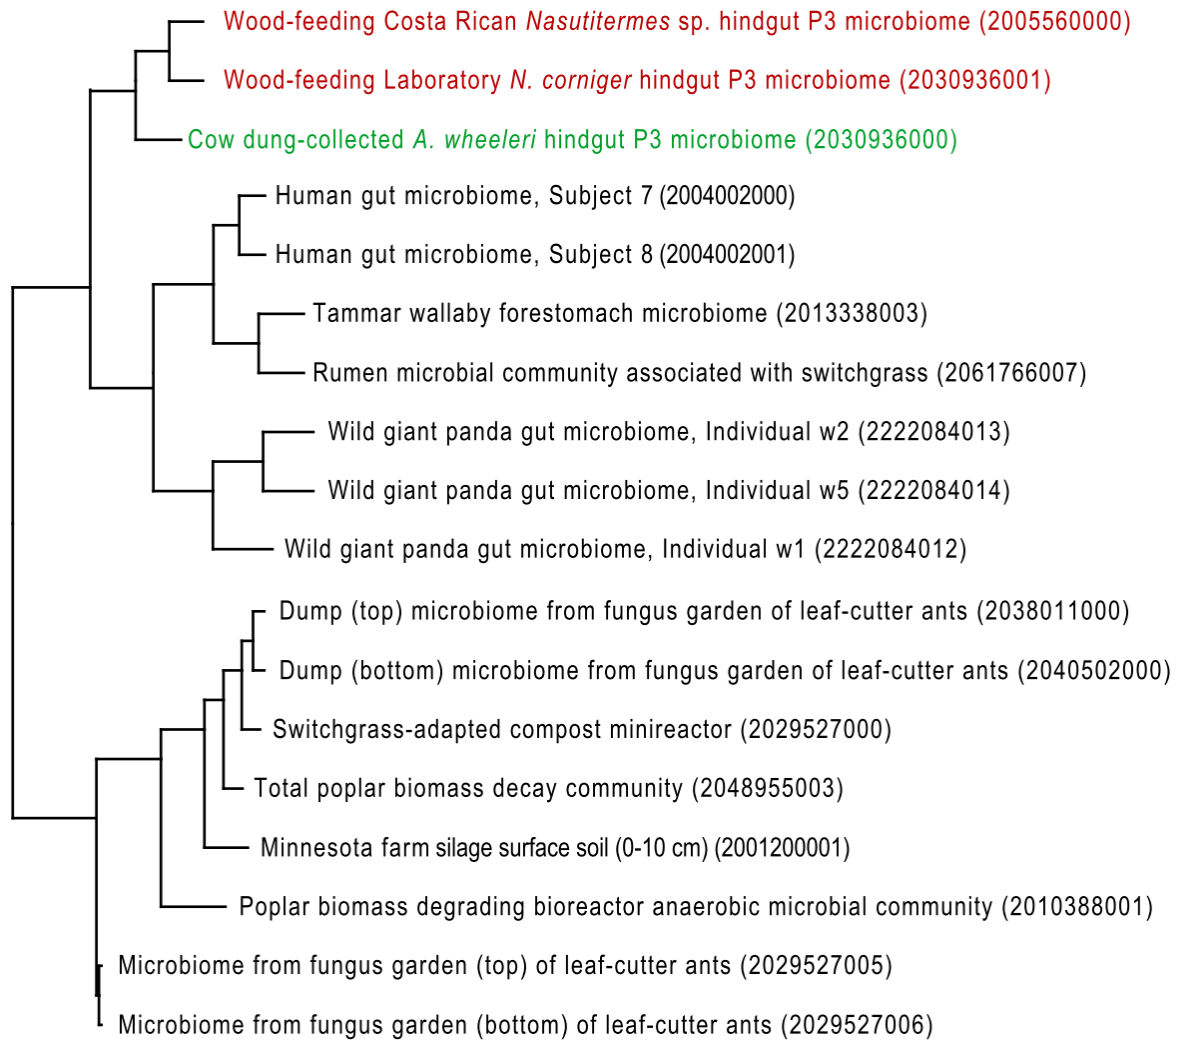 Wood-feeding Costa Rican Nasutitermes sp. hindgut P3 microbiome (2005560000)
Wood-feeding Laboratory N. corniger hindgut P3 microbiome (2030936001)
Cow dung-collected A. wheeleri hindgut P3 microbiome (2030936000)
Human gut microbiome, Subject 7 (2004002000)
Human gut microbiome, Subject 8 (2004002001)
Tammar wallaby forestomach microbiome (2013338003)
Rumen microbial community associated with switchgrass (2061766007)
Wild giant panda gut microbiome, Individual w2 (2222084013)
Wild giant panda gut microbiome, Individual w5 (2222084014)
Wild giant panda gut microbiome, Individual w1 (2222084012)
Dump (top) microbiome from fungus garden of leaf-cutter ants (2038011000)
Dump (bottom) microbiome from fungus garden of leaf-cutter ants (2040502000)
Switchgrass-adapted compost minireactor (2029527000)
Total poplar biomass decay community (2048955003)
Minnesota farm silage surface soil (0-10 cm) (2001200001)
Poplar biomass degrading bioreactor anaerobic microbial community (2010388001)
Microbiome from fungus garden (top) of leaf-cutter ants (2029527005)
Microbiome from fungus garden (bottom) of leaf-cutter ants (2029527006)